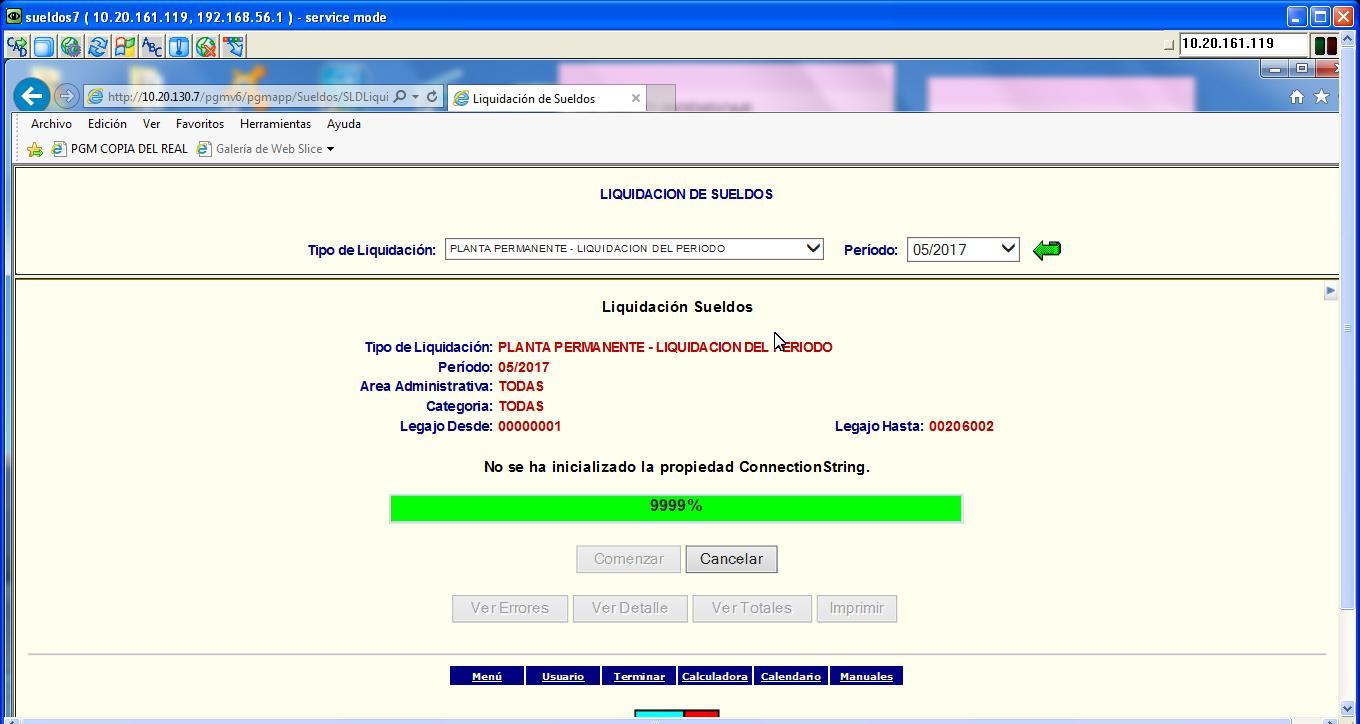 sueldos7 ( 10.20.161.119, 192.168.56.1 ) - service mode
10.20.161.119
http://10.20.130.7/pgmv6/pgmapp/Sueldos/SLDLiqui
Liquidación de Sueldos
Archivo Edición Ver Favoritos Herramientas Ayuda
PGM COPIA DEL REAL Galería de Web Slice
LIQUIDACION DE SUELDOS
Tipo de Liquidación: PLANTA PERMANENTE - LIQUIDACION DEL PERIODO Período: 05/2017
Liquidación Sueldos
Tipo de Liquidación: PLANTA PERMANENTE - LIQUIDACION DEL PERIODO
Período: 05/2017
Area Administrativa: TODAS
Categoria: TODAS
Legajo Desde: 00000001 Legajo Hasta: 00206002
No se ha inicializado la propiedad ConnectionString.
9999%
Comenzar Cancelar
Ver Errores Ver Detalle Ver Totales Imprimir
Menú Usuario Terminar Calculadora Calendario Manuales